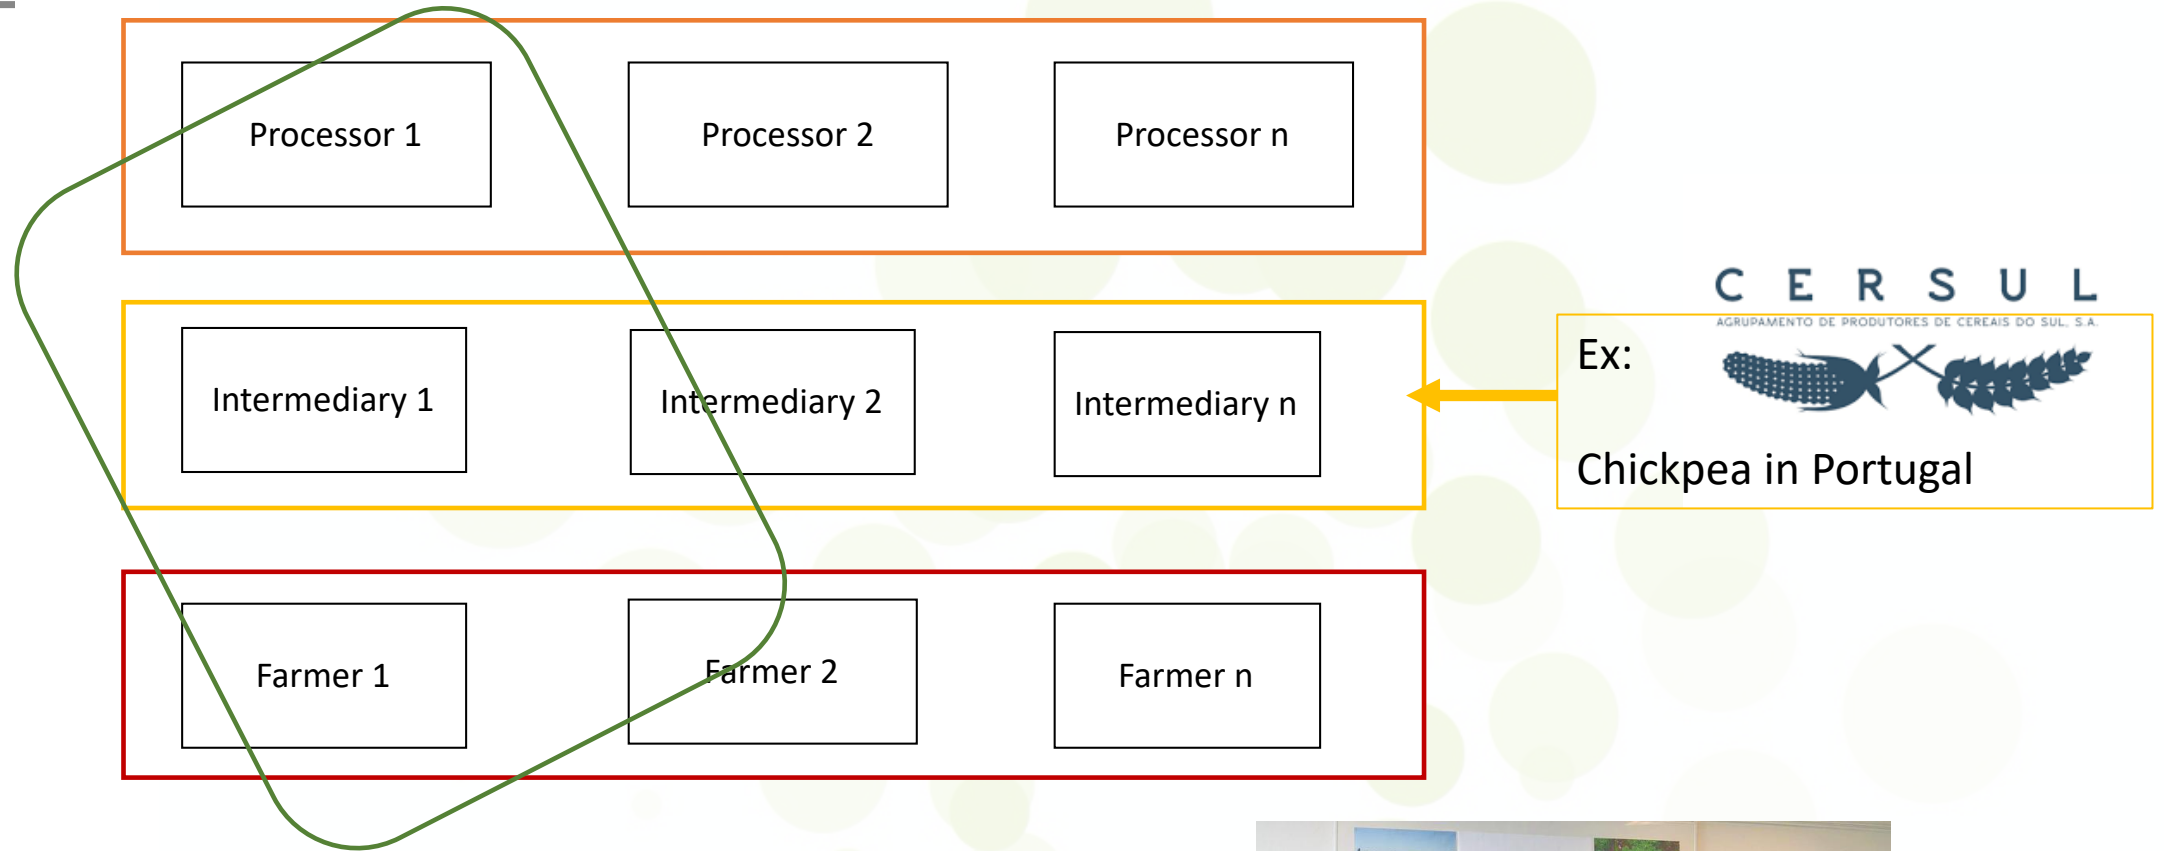 Processor 1
Processor 2
Processor n
Intermediary 1
Intermediary 2
Intermediary n
Farmer 1
Farmer 2
Farmer n
CERSUL
AGRUPAMENTO DE PRODUTORES DE CEREAIS DO SUL, S.A.
Ex:
Chickpea in Portugal